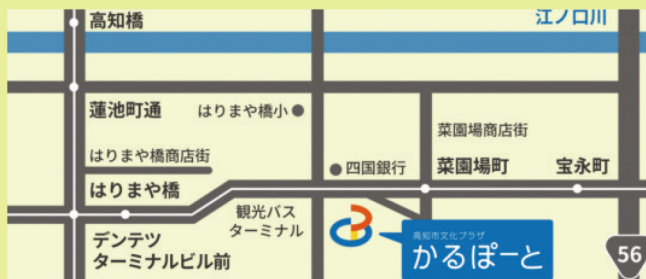 高知橋
江ノ口川
蓮池町通
はりまや橋小
菜園場商店街
はりまや橋商店街
四国銀行
菜園場町
宝永町
はりまや橋
観光バス
ターミナル
デンテツ
ターミナルビル前
高知市文化プラザ
かるぽーと
56